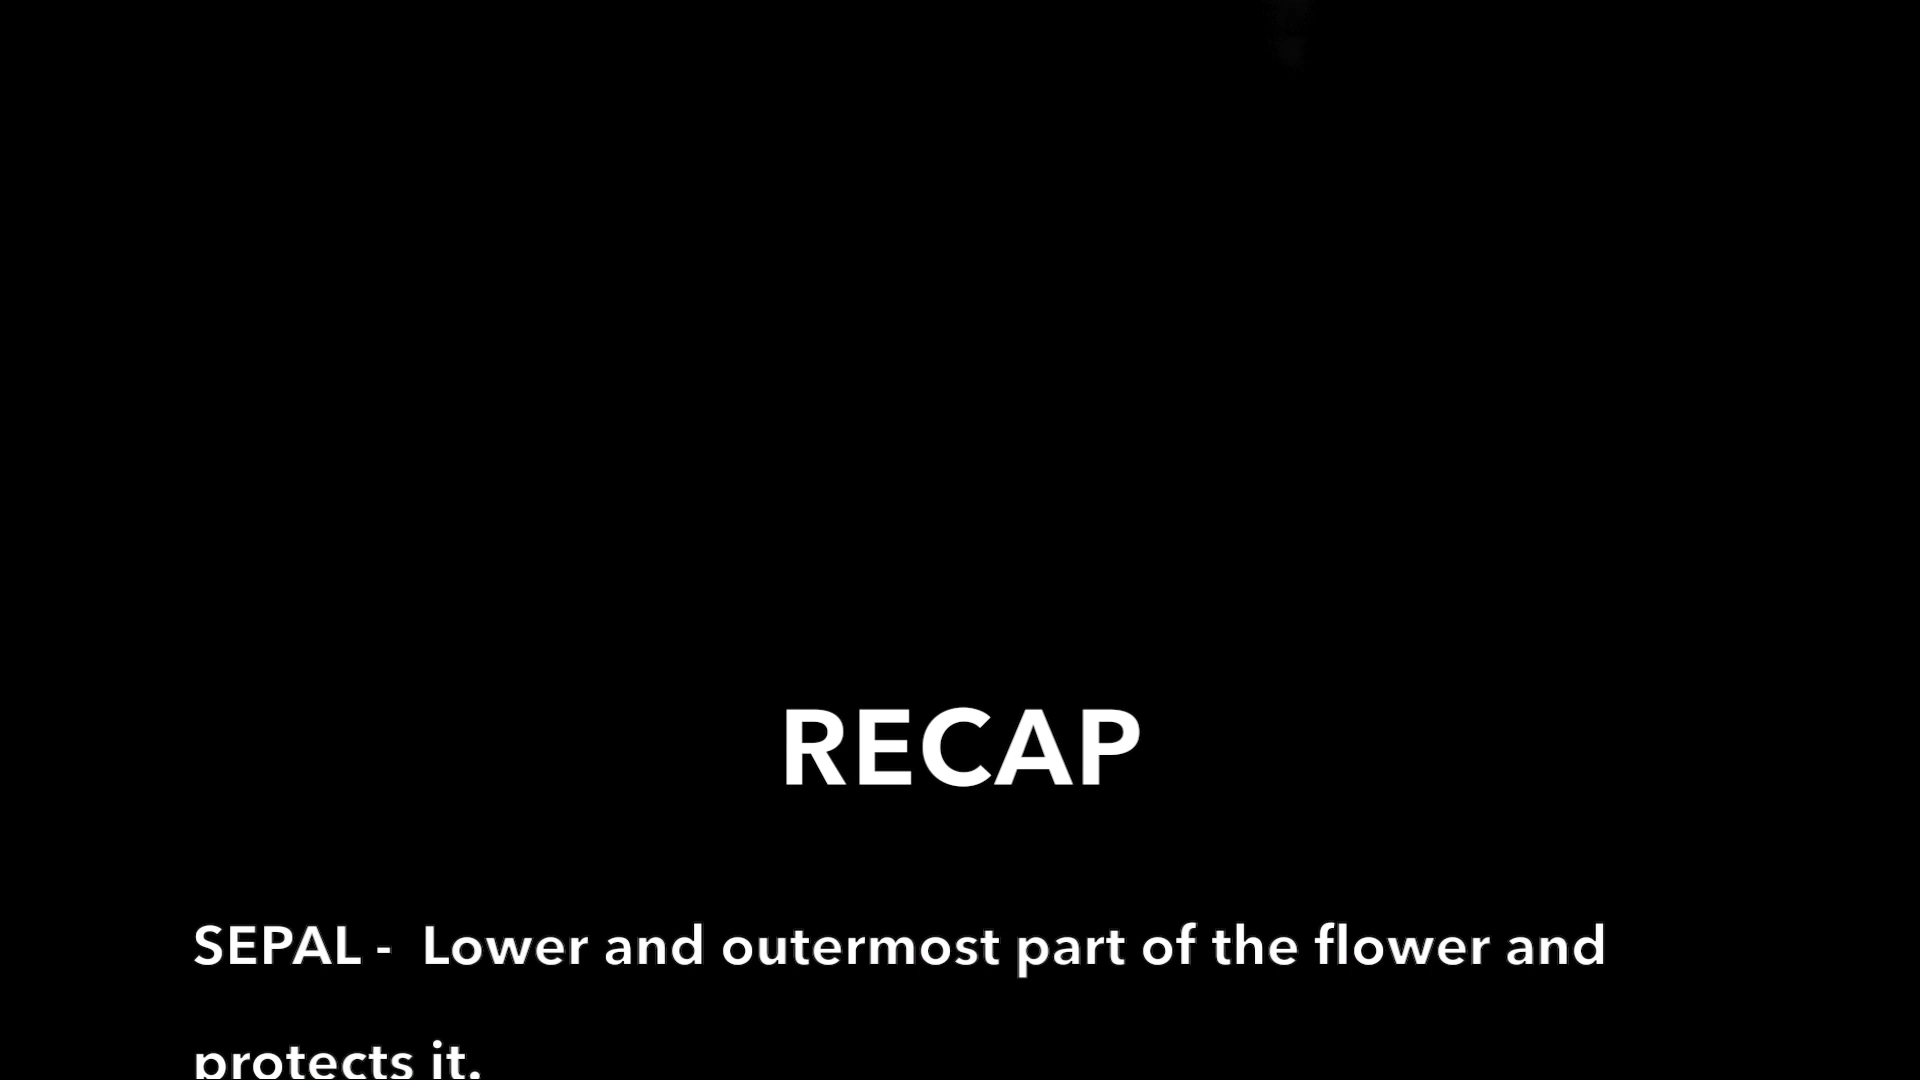 RECAP
SEPAL -  Lower and outermost part of the flower and
protects it.